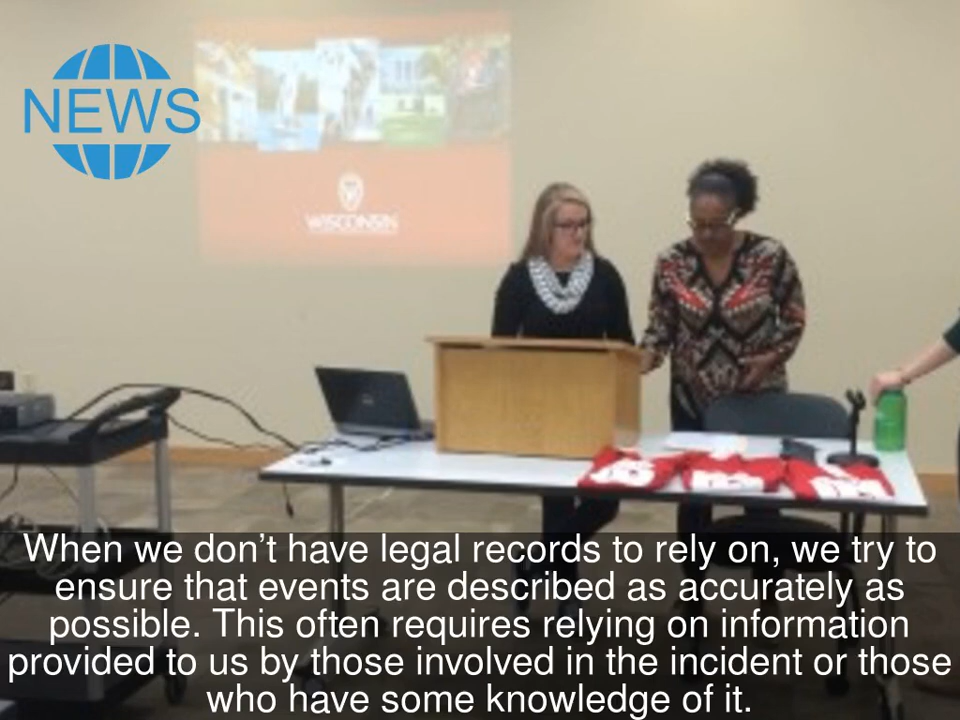 NEWS
WISCONSIN
When we don’t have legal records to rely on, we try to
ensure that events are described as accurately as
possible. This often requires relying on information
provided to us by those involved in the incident or those
who have some knowledge of it.